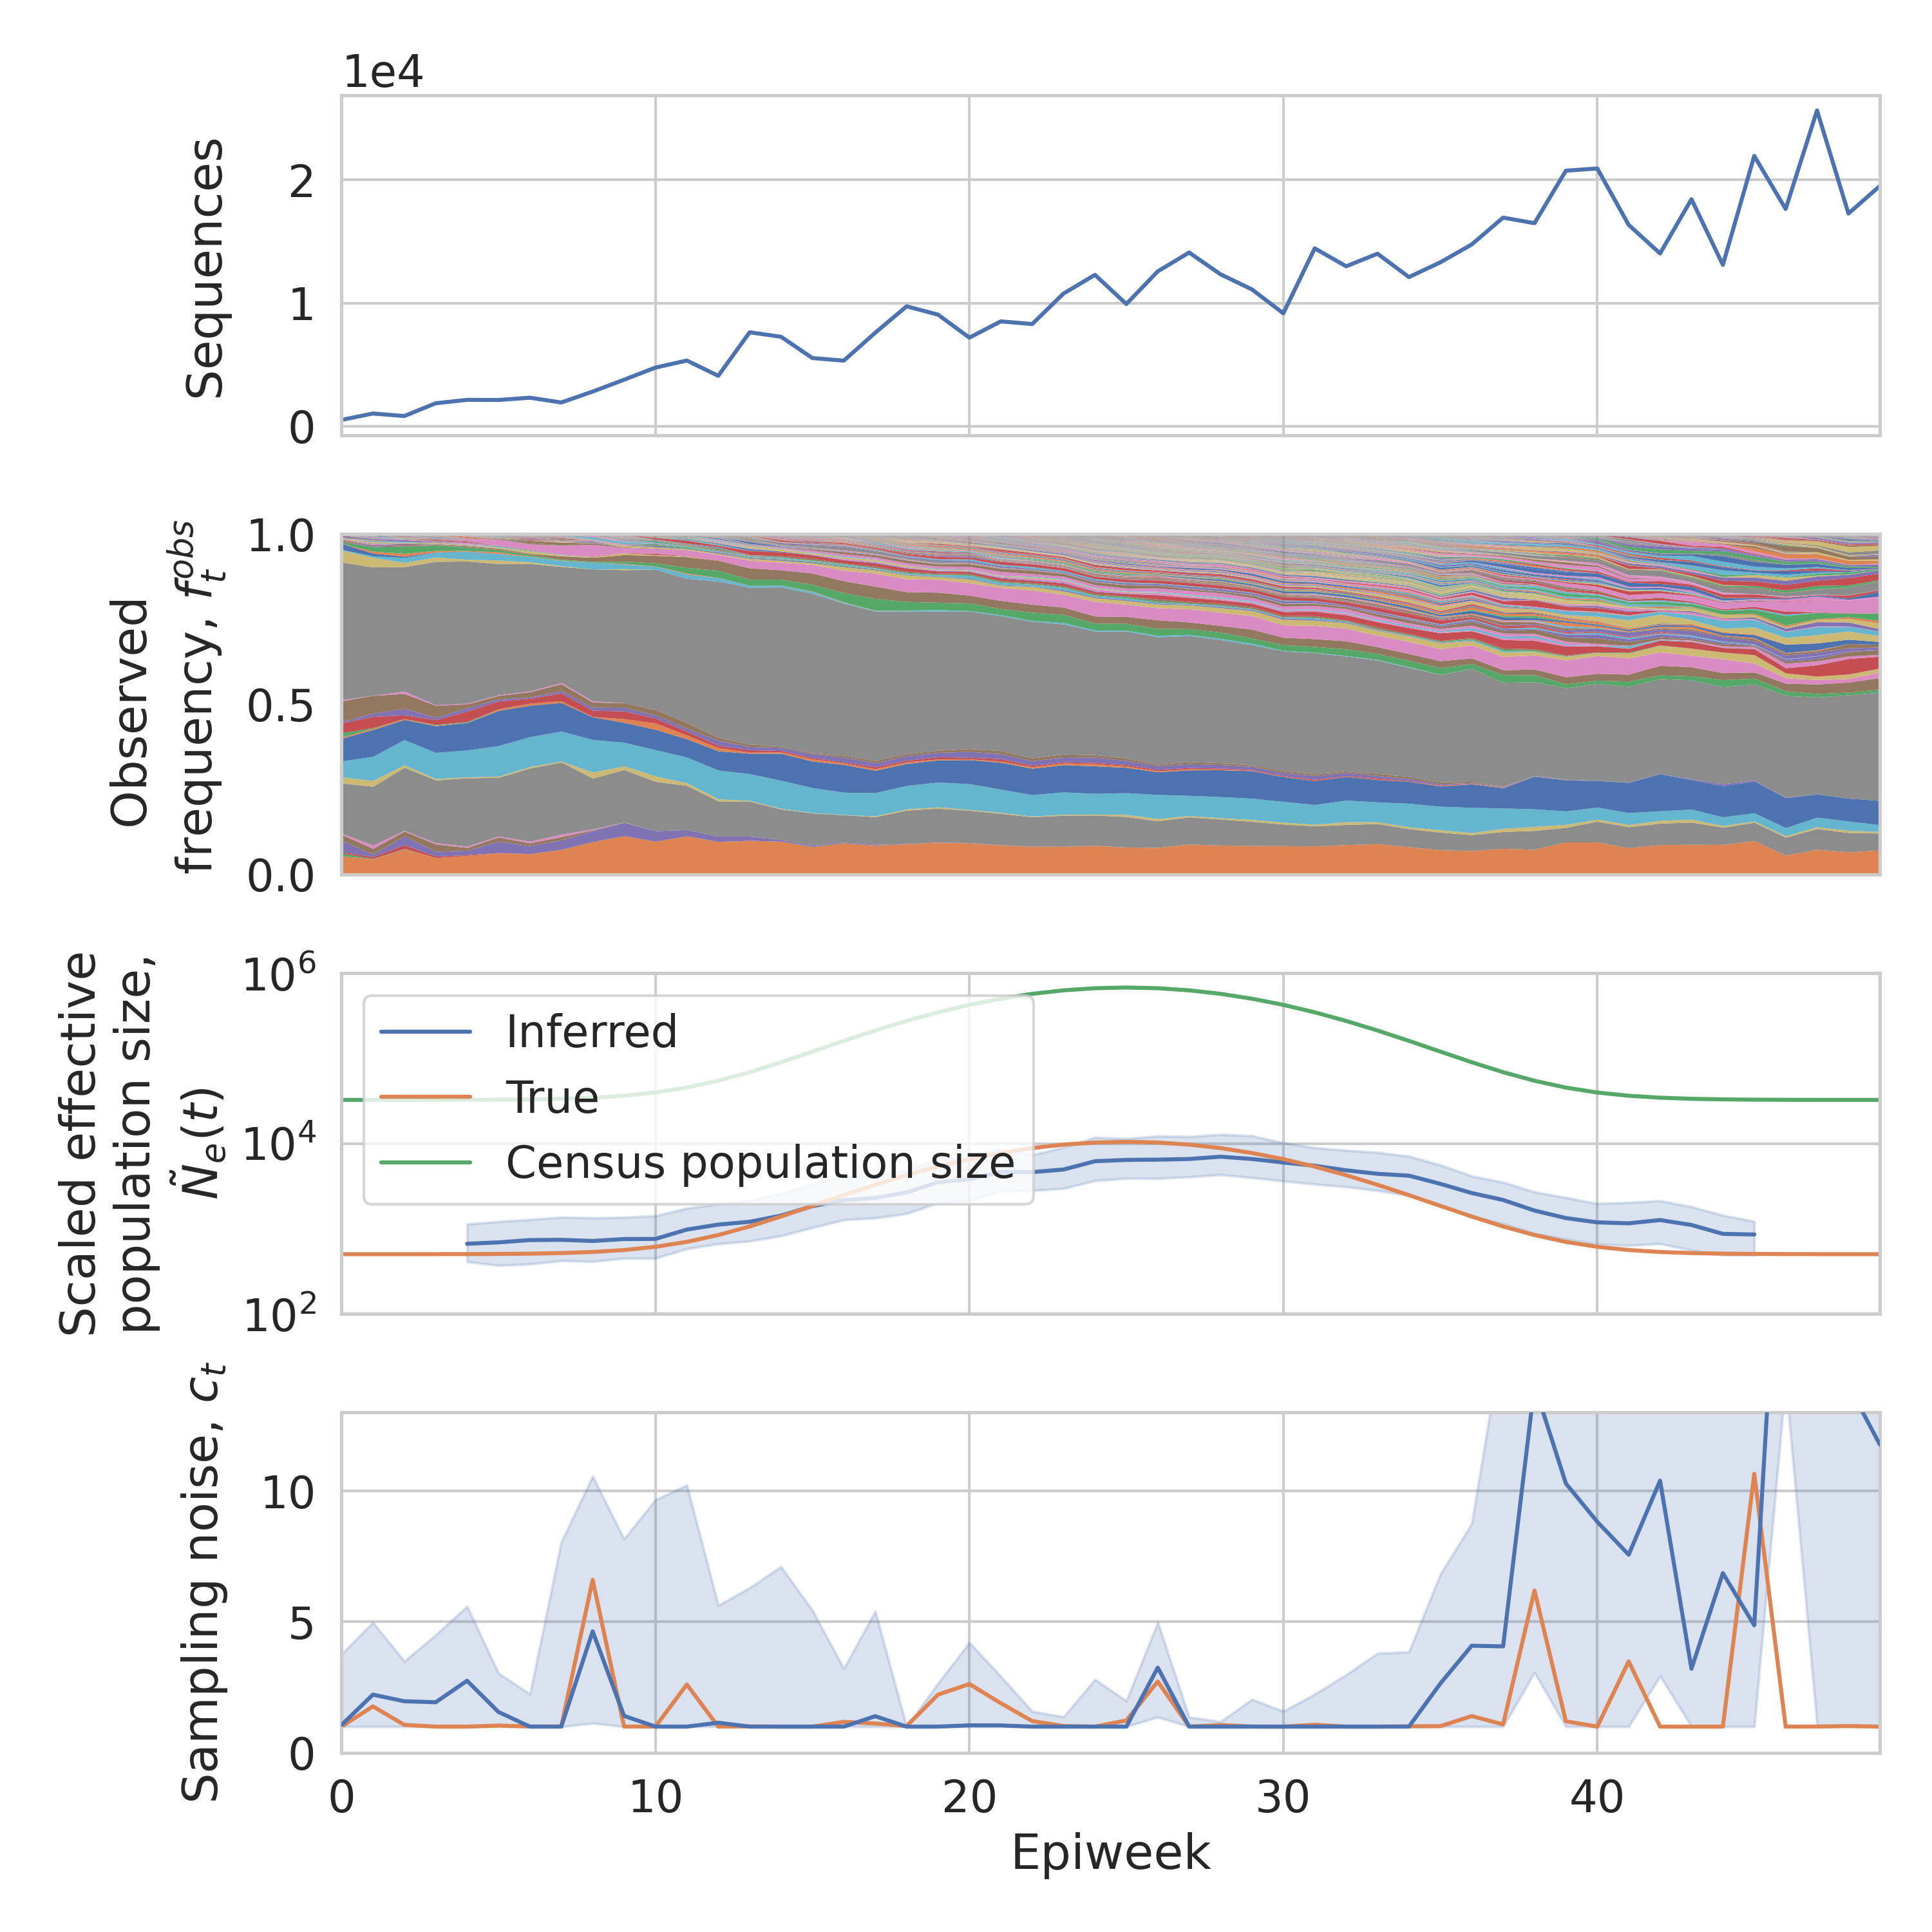 1e4
Sequences
2
1
0
Observed
frequency, f_t^{obs}
1.0
0.5
0.0
Scaled effective
population size,
Ñ_e(t)
10^6
10^4
10^2
Inferred
True
Census population size
Sampling noise, c_t
10
5
0
0 10 20 30 40
Epiweek